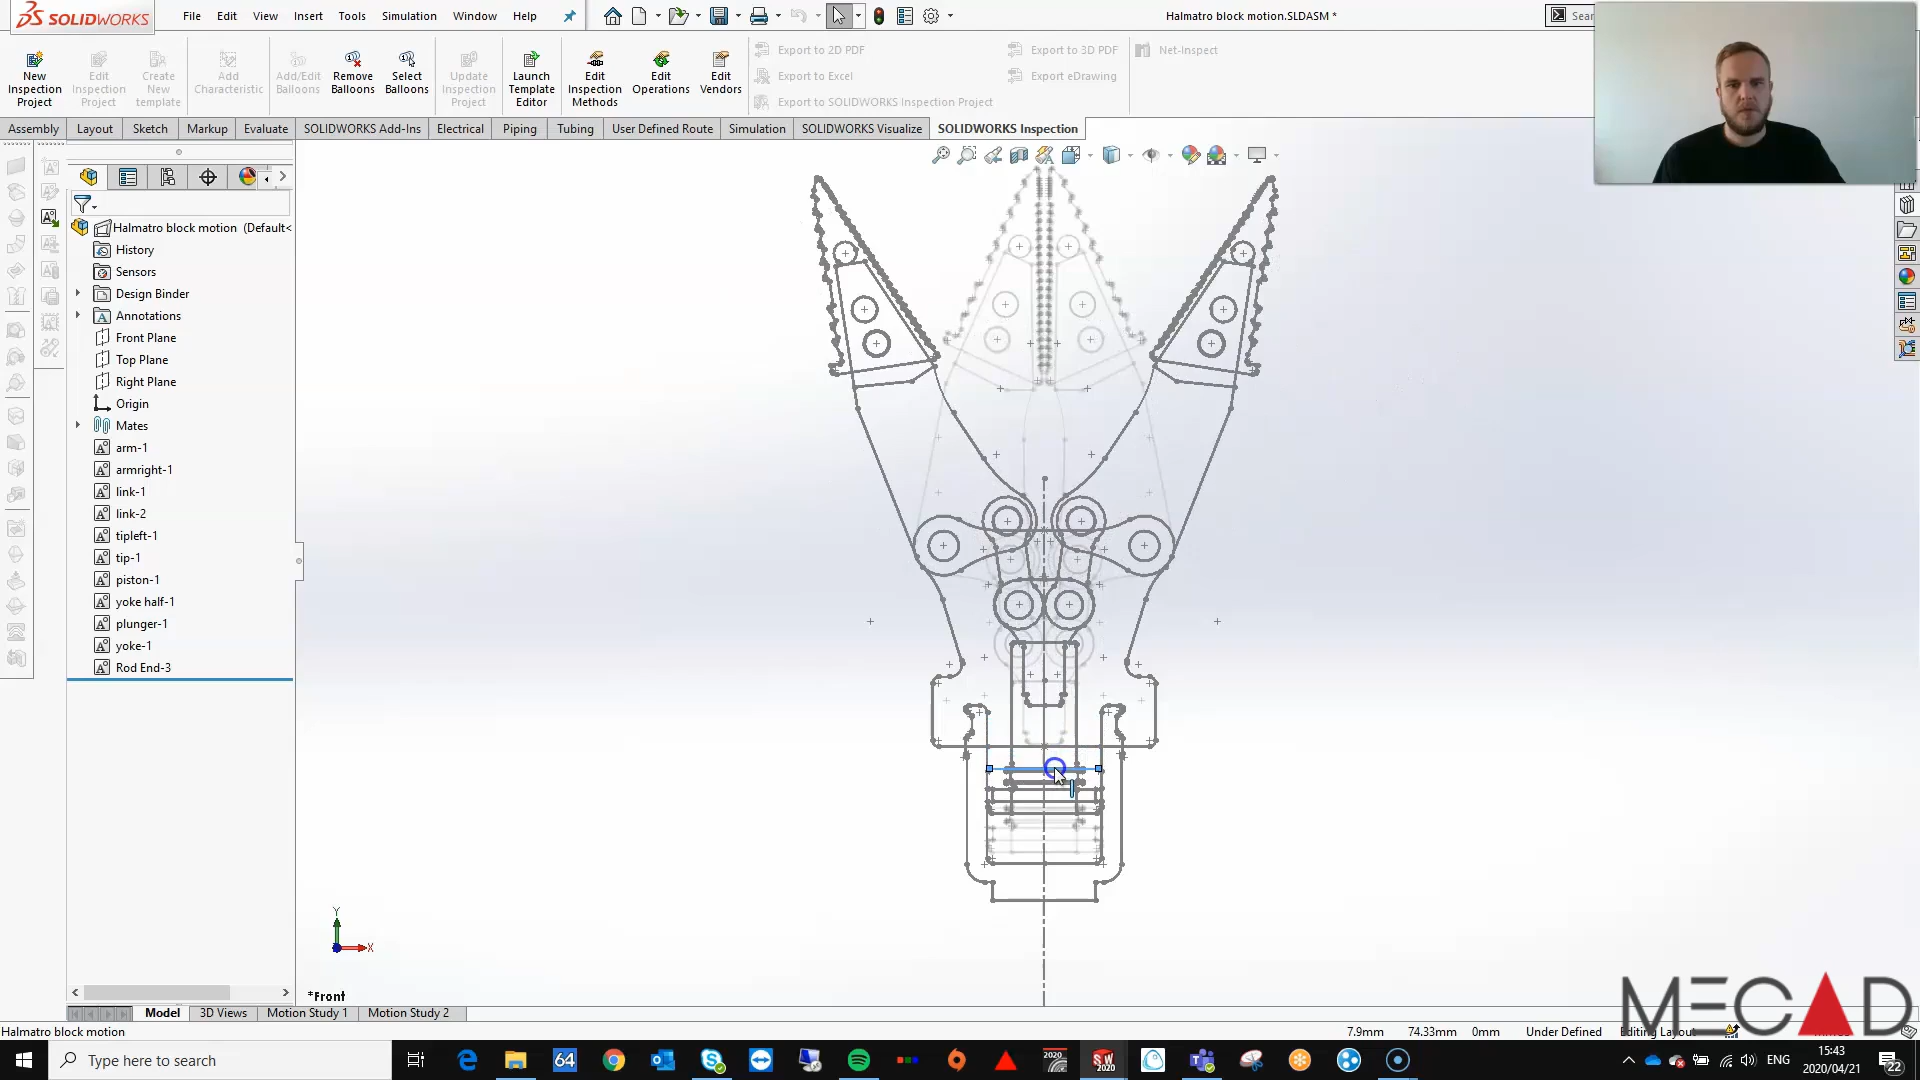 SOLIDWORKS
File Edit View Insert Tools Simulation Window Help
Halmatro block motion.SLDASM *
Sear
New Inspection Project
Edit Inspection Project
Create New template
Add Characteristic
Add/Edit Balloons
Remove Balloons
Select Balloons
Update Inspection Project
Launch Template Editor
Edit Inspection Methods
Edit Operations
Edit Vendors
Export to 2D PDF
Export to Excel
Export to SOLIDWORKS Inspection Project
Export to 3D PDF
Export eDrawing
Net-Inspect
Assembly Layout Sketch Markup Evaluate SOLIDWORKS Add-Ins Electrical Piping Tubing User Defined Route Simulation SOLIDWORKS Visualize SOLIDWORKS Inspection
Halmatro block motion (Default<
History
Sensors
Design Binder
Annotations
Front Plane
Top Plane
Right Plane
Origin
Mates
arm-1
armright-1
link-1
link-2
tipleft-1
tip-1
piston-1
yoke half-1
plunger-1
yoke-1
Rod End-3
Y
X
*Front
MECAD
Model 3D Views Motion Study 1 Motion Study 2
Halmatro block motion
7.9mm 74.33mm 0mm Under Defined Editing Layout
Type here to search
64
2020
SW 2020
ENG
15:43
2020/04/21
22